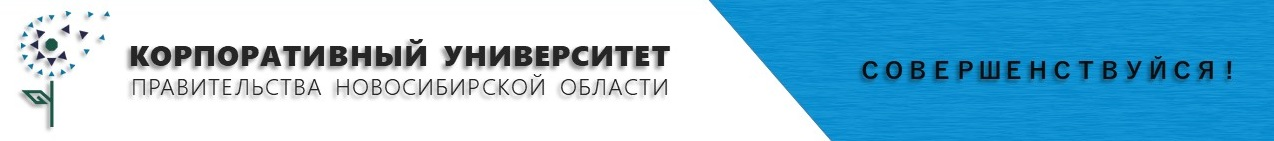 КОРПОРАТИВНЫЙ УНИВЕРСИТЕТ
ПРАВИТЕЛЬСТВА НОВОСИБИРСКОЙ ОБЛАСТИ
СОВЕРШЕНСТВУЙСЯ!